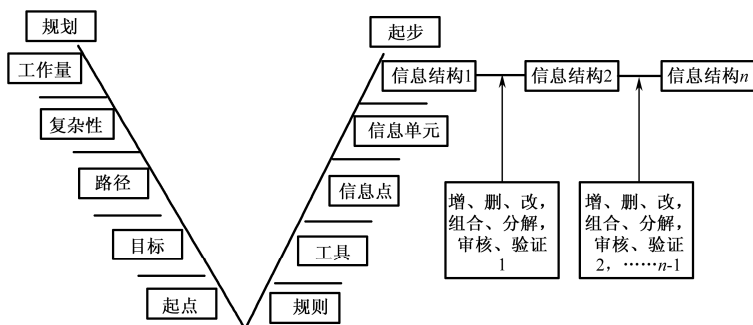 规划
工作量
复杂性
路径
目标
起点
起步
信息结构1
信息单元
信息点
工具
规则
信息结构2
信息结构n
增、删、改，
组合、分解，
审核、验证
1
增、删、改，
组合、分解，
审核、验证
2，……n-1